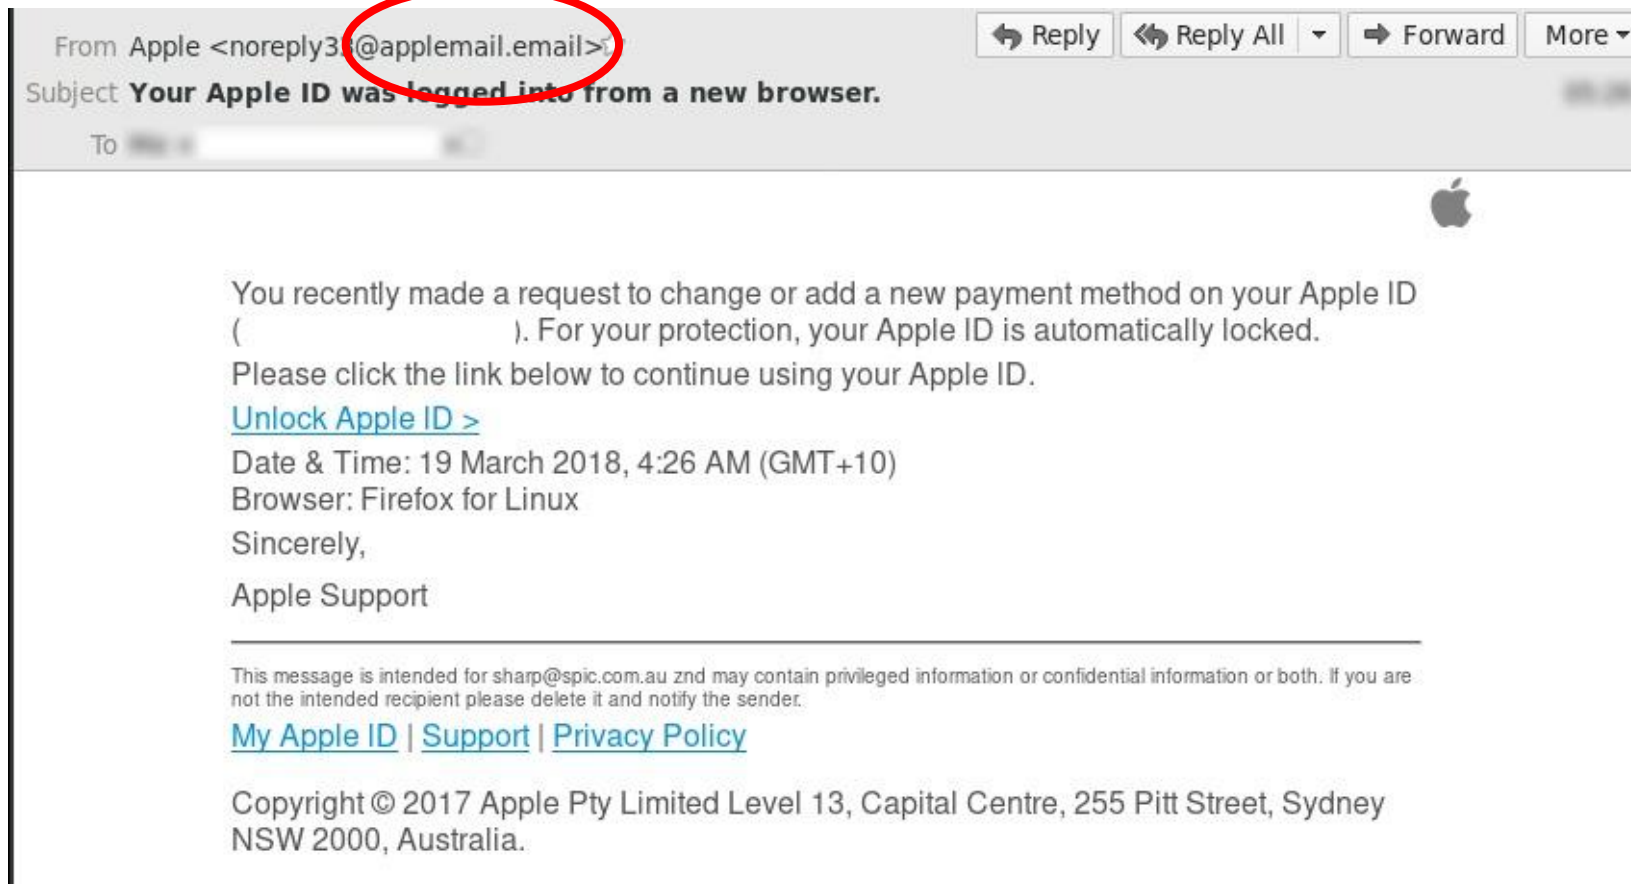 From Apple <noreply33@applemail.email>
Reply Reply All Forward More
Subject Your Apple ID was logged into from a new browser.
To
You recently made a request to change or add a new payment method on your Apple ID
( ). For your protection, your Apple ID is automatically locked.
Please click the link below to continue using your Apple ID.
Unlock Apple ID >
Date & Time: 19 March 2018, 4:26 AM (GMT+10)
Browser: Firefox for Linux
Sincerely,
Apple Support
This message is intended for sharp@spic.com.au znd may contain privileged information or confidential information or both. If you are
not the intended recipient please delete it and notify the sender.
My Apple ID | Support | Privacy Policy
Copyright © 2017 Apple Pty Limited Level 13, Capital Centre, 255 Pitt Street, Sydney
NSW 2000, Australia.